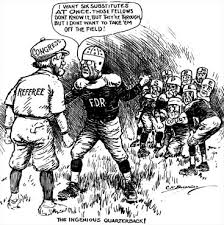 I WANT SIX SUBSTITUTES
AT ONCE. THOSE FELLOWS
DON'T KNOW IT, BUT THEY'RE THROUGH,
BUT I DON'T WANT TO TAKE 'EM
OFF THE FIELD!
CONGRESS
REFEREE
FDR
THE INGENIOUS QUARTERBACK!